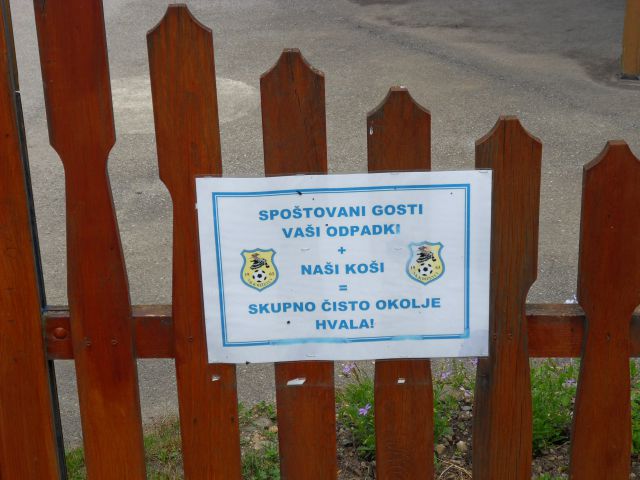 SPOŠTOVANI GOSTI
VAŠI ODPADKI
+
NAŠI KOŠI
=
SKUPNO ČISTO OKOLJE
HVALA!